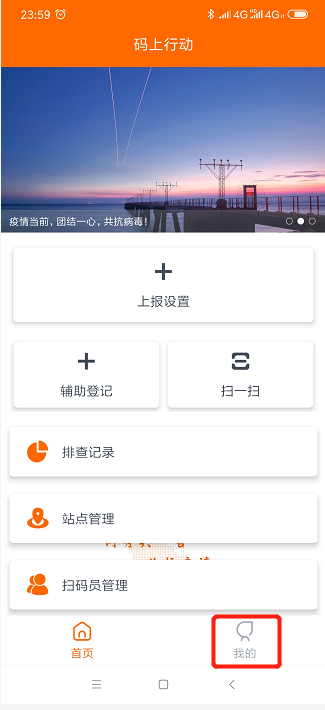 23:59 4G HD 4G
码上行动
疫情当前，团结一心，共抗病毒！
上报设置
辅助登记 扫一扫
排查记录
站点管理
扫码员管理
首页 我的